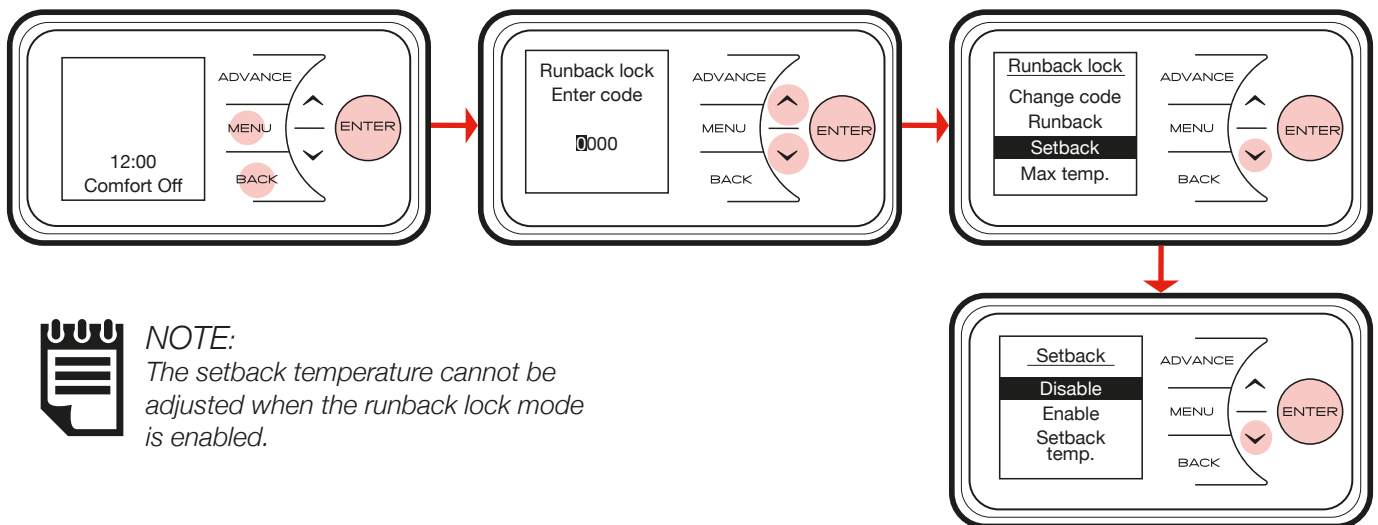 12:00
Comfort Off
ADVANCE
MENU
BACK
ENTER
Runback lock
Enter code
0000
ADVANCE
MENU
BACK
ENTER
Runback lock
Change code
Runback
Setback
Max temp.
ADVANCE
MENU
BACK
ENTER
NOTE:
The setback temperature cannot be
adjusted when the runback lock mode
is enabled.
Setback
Disable
Enable
Setback
temp.
ADVANCE
MENU
BACK
ENTER